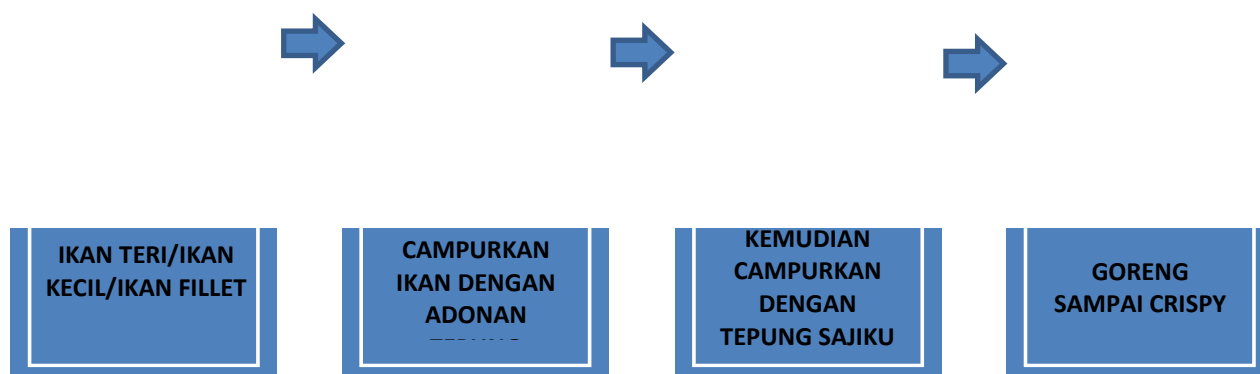 IKAN TERI/IKAN
KECIL/IKAN FILLET
CAMPURKAN
IKAN DENGAN
ADONAN
KEMUDIAN
CAMPURKAN
DENGAN
TEPUNG SAJIKU
GORENG
SAMPAI CRISPY